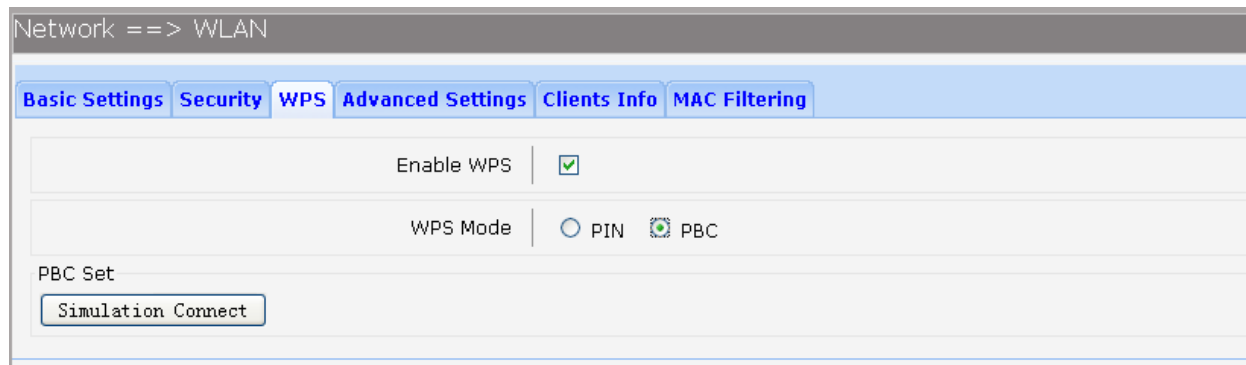 Network ==> WLAN
Basic Settings Security WPS Advanced Settings Clients Info MAC Filtering
Enable WPS
WPS Mode PIN PBC
PBC Set
Simulation Connect